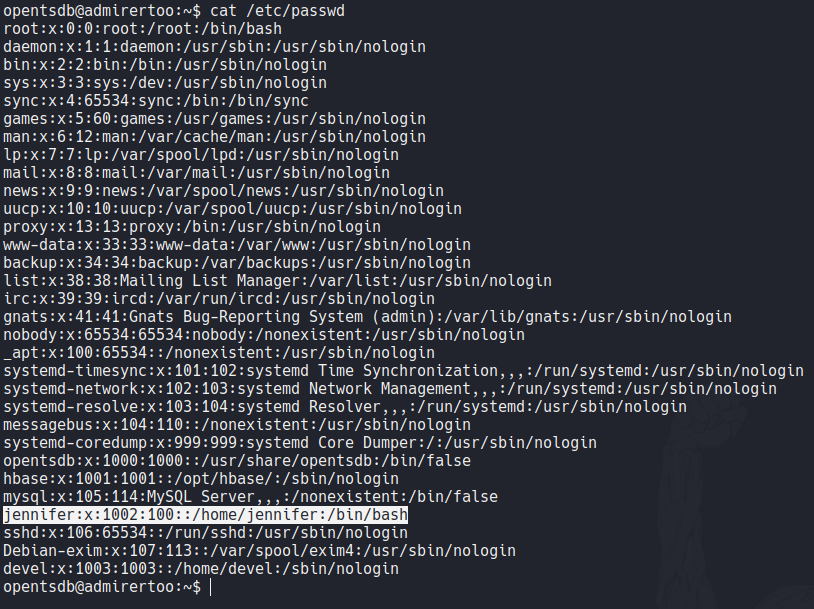 opentsdb@admirertoo:~$ cat /etc/passwd
root:x:0:0:root:/root:/bin/bash
daemon:x:1:1:daemon:/usr/sbin:/usr/sbin/nologin
bin:x:2:2:bin:/bin:/usr/sbin/nologin
sys:x:3:3:sys:/dev:/usr/sbin/nologin
sync:x:4:65534:sync:/bin:/bin/sync
games:x:5:60:games:/usr/games:/usr/sbin/nologin
man:x:6:12:man:/var/cache/man:/usr/sbin/nologin
lp:x:7:7:lp:/var/spool/lpd:/usr/sbin/nologin
mail:x:8:8:mail:/var/mail:/usr/sbin/nologin
news:x:9:9:news:/var/spool/news:/usr/sbin/nologin
uucp:x:10:10:uucp:/var/spool/uucp:/usr/sbin/nologin
proxy:x:13:13:proxy:/bin:/usr/sbin/nologin
www-data:x:33:33:www-data:/var/www:/usr/sbin/nologin
backup:x:34:34:backup:/var/backups:/usr/sbin/nologin
list:x:38:38:Mailing List Manager:/var/list:/usr/sbin/nologin
irc:x:39:39:ircd:/var/run/ircd:/usr/sbin/nologin
gnats:x:41:41:Gnats Bug-Reporting System (admin):/var/lib/gnats:/usr/sbin/nologin
nobody:x:65534:65534:nobody:/nonexistent:/usr/sbin/nologin
_apt:x:100:65534::/nonexistent:/usr/sbin/nologin
systemd-timesync:x:101:102:systemd Time Synchronization,,,:/run/systemd:/usr/sbin/nologin
systemd-network:x:102:103:systemd Network Management,,,:/run/systemd:/usr/sbin/nologin
systemd-resolve:x:103:104:systemd Resolver,,,:/run/systemd:/usr/sbin/nologin
messagebus:x:104:110::/nonexistent:/usr/sbin/nologin
systemd-coredump:x:999:999:systemd Core Dumper:/:/usr/sbin/nologin
opentsdb:x:1000:1000::/usr/share/opentsdb:/bin/false
hbase:x:1001:1001::/opt/hbase/:/sbin/nologin
mysql:x:105:114:MySQL Server,,,:/nonexistent:/bin/false
jennifer:x:1002:100::/home/jennifer:/bin/bash
sshd:x:106:65534::/run/sshd:/usr/sbin/nologin
Debian-exim:x:107:113::/var/spool/exim4:/usr/sbin/nologin
devel:x:1003:1003::/home/devel:/sbin/nologin
opentsdb@admirertoo:~$